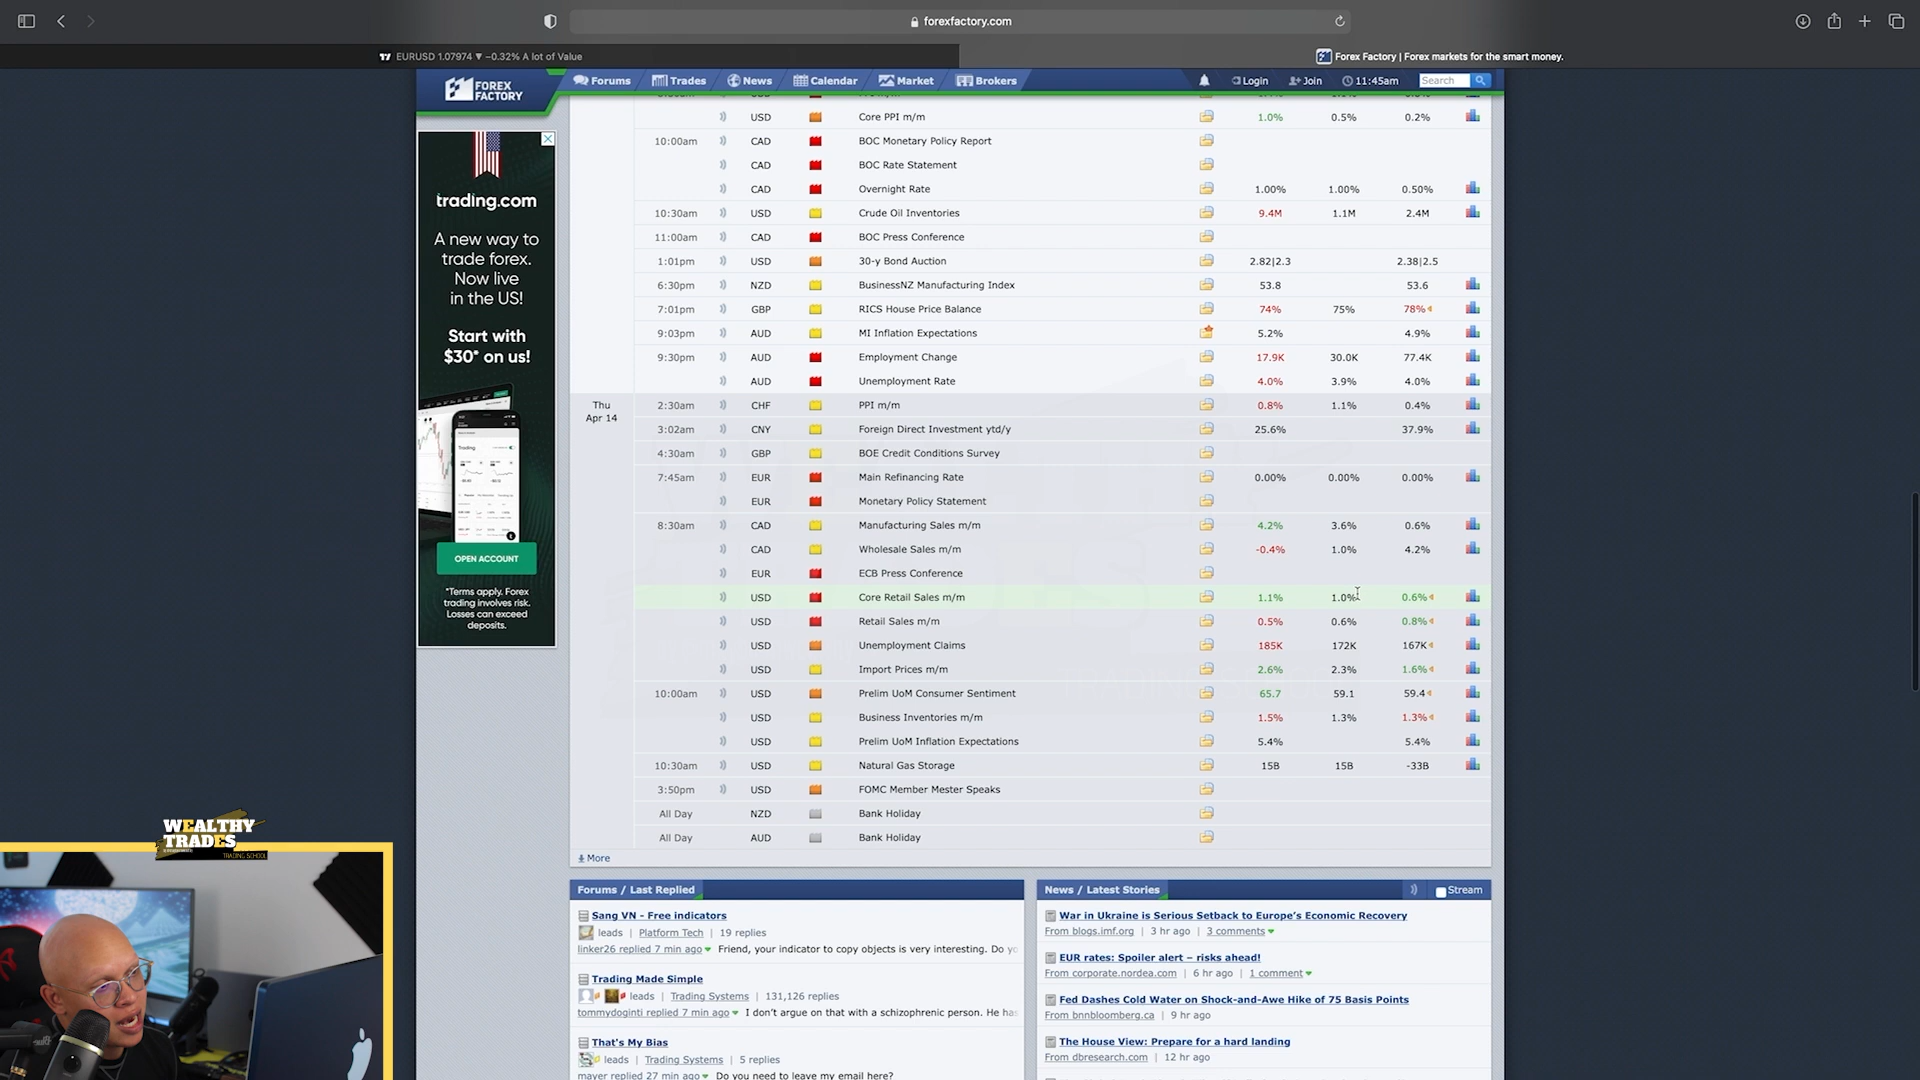 forexfactory.com
EURUSD 1.07974 ▼ −0.32% A lot of Value
Forex Factory | Forex markets for the smart money.
FOREX FACTORY
Forums Trades News Calendar Market Brokers Login Join 11:45am Search
trading.com
A new way to
trade forex.
Now live
in the US!
Start with
$30* on us!
OPEN ACCOUNT
*Terms apply. Forex
trading involves risk.
Losses can exceed
deposits.
USD Core PPI m/m 1.0% 0.5% 0.2%
10:00am CAD BOC Monetary Policy Report
CAD BOC Rate Statement
CAD Overnight Rate 1.00% 1.00% 0.50%
10:30am USD Crude Oil Inventories 9.4M 1.1M 2.4M
11:00am CAD BOC Press Conference
1:01pm USD 30-y Bond Auction 2.82|2.3 2.38|2.5
6:30pm NZD BusinessNZ Manufacturing Index 53.8 53.6
7:01pm GBP RICS House Price Balance 74% 75% 78%
9:03pm AUD MI Inflation Expectations 5.2% 4.9%
9:30pm AUD Employment Change 17.9K 30.0K 77.4K
AUD Unemployment Rate 4.0% 3.9% 4.0%
Thu Apr 14
2:30am CHF PPI m/m 0.8% 1.1% 0.4%
3:02am CNY Foreign Direct Investment ytd/y 25.6% 37.9%
4:30am GBP BOE Credit Conditions Survey
7:45am EUR Main Refinancing Rate 0.00% 0.00% 0.00%
EUR Monetary Policy Statement
8:30am CAD Manufacturing Sales m/m 4.2% 3.6% 0.6%
CAD Wholesale Sales m/m -0.4% 1.0% 4.2%
EUR ECB Press Conference
USD Core Retail Sales m/m 1.1% 1.0% 0.6%
USD Retail Sales m/m 0.5% 0.6% 0.8%
USD Unemployment Claims 185K 172K 167K
USD Import Prices m/m 2.6% 2.3% 1.6%
10:00am USD Prelim UoM Consumer Sentiment 65.7 59.1 59.4
USD Business Inventories m/m 1.5% 1.3% 1.3%
USD Prelim UoM Inflation Expectations 5.4% 5.4%
10:30am USD Natural Gas Storage 15B 15B -33B
3:50pm USD FOMC Member Mester Speaks
All Day NZD Bank Holiday
All Day AUD Bank Holiday
More
Forums / Last Replied
Sang VN - Free indicators
leads | Platform Tech | 19 replies
linker26 replied 7 min ago Friend, your indicator to copy objects is very interesting. Do yo
Trading Made Simple
leads | Trading Systems | 131,126 replies
tommydoginti replied 7 min ago I don't argue on that with a schizophrenic person. He has
That's My Bias
leads | Trading Systems | 5 replies
mayer replied 27 min ago Do you need to leave my email here?
News / Latest Stories Stream
War in Ukraine is Serious Setback to Europe's Economic Recovery
From blogs.imf.org | 3 hr ago | 3 comments
EUR rates: Spoiler alert – risks ahead!
From corporate.nordea.com | 6 hr ago | 1 comment
Fed Dashes Cold Water on Shock-and-Awe Hike of 75 Basis Points
From bnnbloomberg.ca | 9 hr ago
The House View: Prepare for a hard landing
From dbresearch.com | 12 hr ago
WEALTHY
TRADES
TRADING SCHOOL